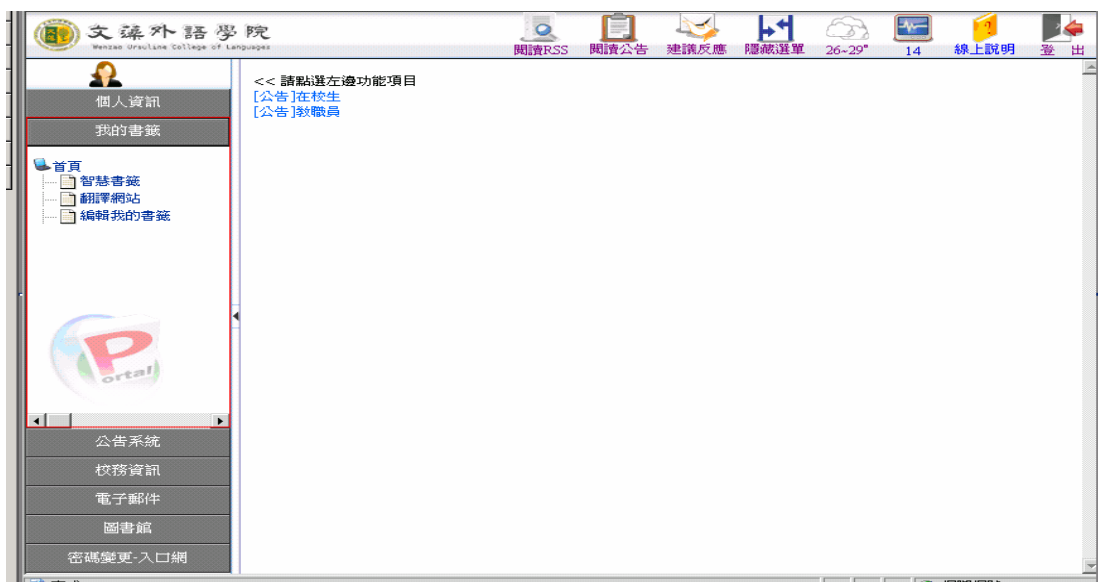 文藻外語學院
Wenzao Ursuline College of Languages
閱讀RSS
閱讀公告
建議反應
隱藏選單
26~29°
14
線上說明
登 出
個人資訊
我的書籤
首頁
智慧書籤
翻譯網站
編輯我的書籤
Portal
公告系統
校務資訊
電子郵件
圖書館
密碼變更-入口網
<< 請點選左邊功能項目
[公告]在校生
[公告]教職員